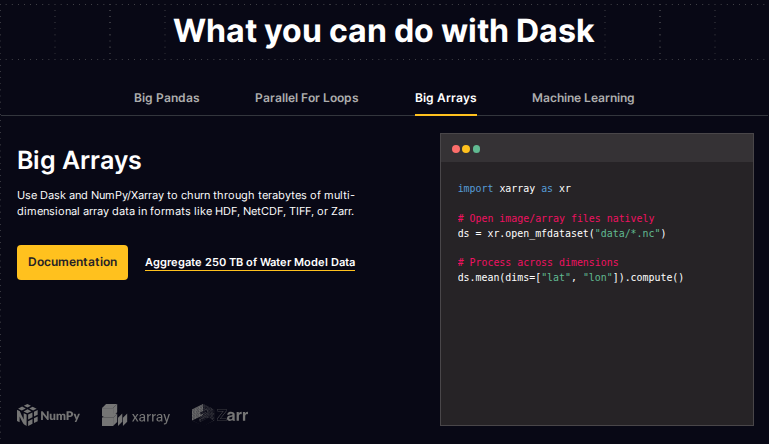 What you can do with Dask
Big Pandas
Parallel For Loops
Big Arrays
Machine Learning
Big Arrays
Use Dask and NumPy/Xarray to churn through terabytes of multi-
dimensional array data in formats like HDF, NetCDF, TIFF, or Zarr.
Documentation
Aggregate 250 TB of Water Model Data
import xarray as xr
# Open image/array files natively
ds = xr.open_mfdataset("data/*.nc")
# Process across dimensions
ds.mean(dims=["lat", "lon"]).compute()
NumPy
xarray
Zarr